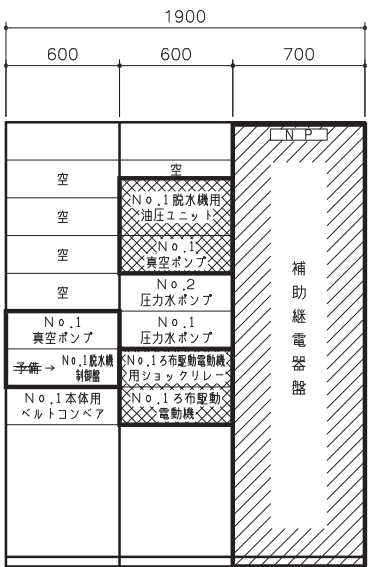 1900
600
600
700
N P
空
空
空
空
No.1
真空ポンプ
予備 → No.1脱水機
制御盤
No.1本体用
ベルトコンベア
空
No.1脱水機用
油圧ユニット
No.1
真空ポンプ
No.2
圧力水ポンプ
No.1
圧力水ポンプ
No.1ろ布駆動電動機
用ショックリレー
No.1ろ布駆動
電動機
補助継電器盤